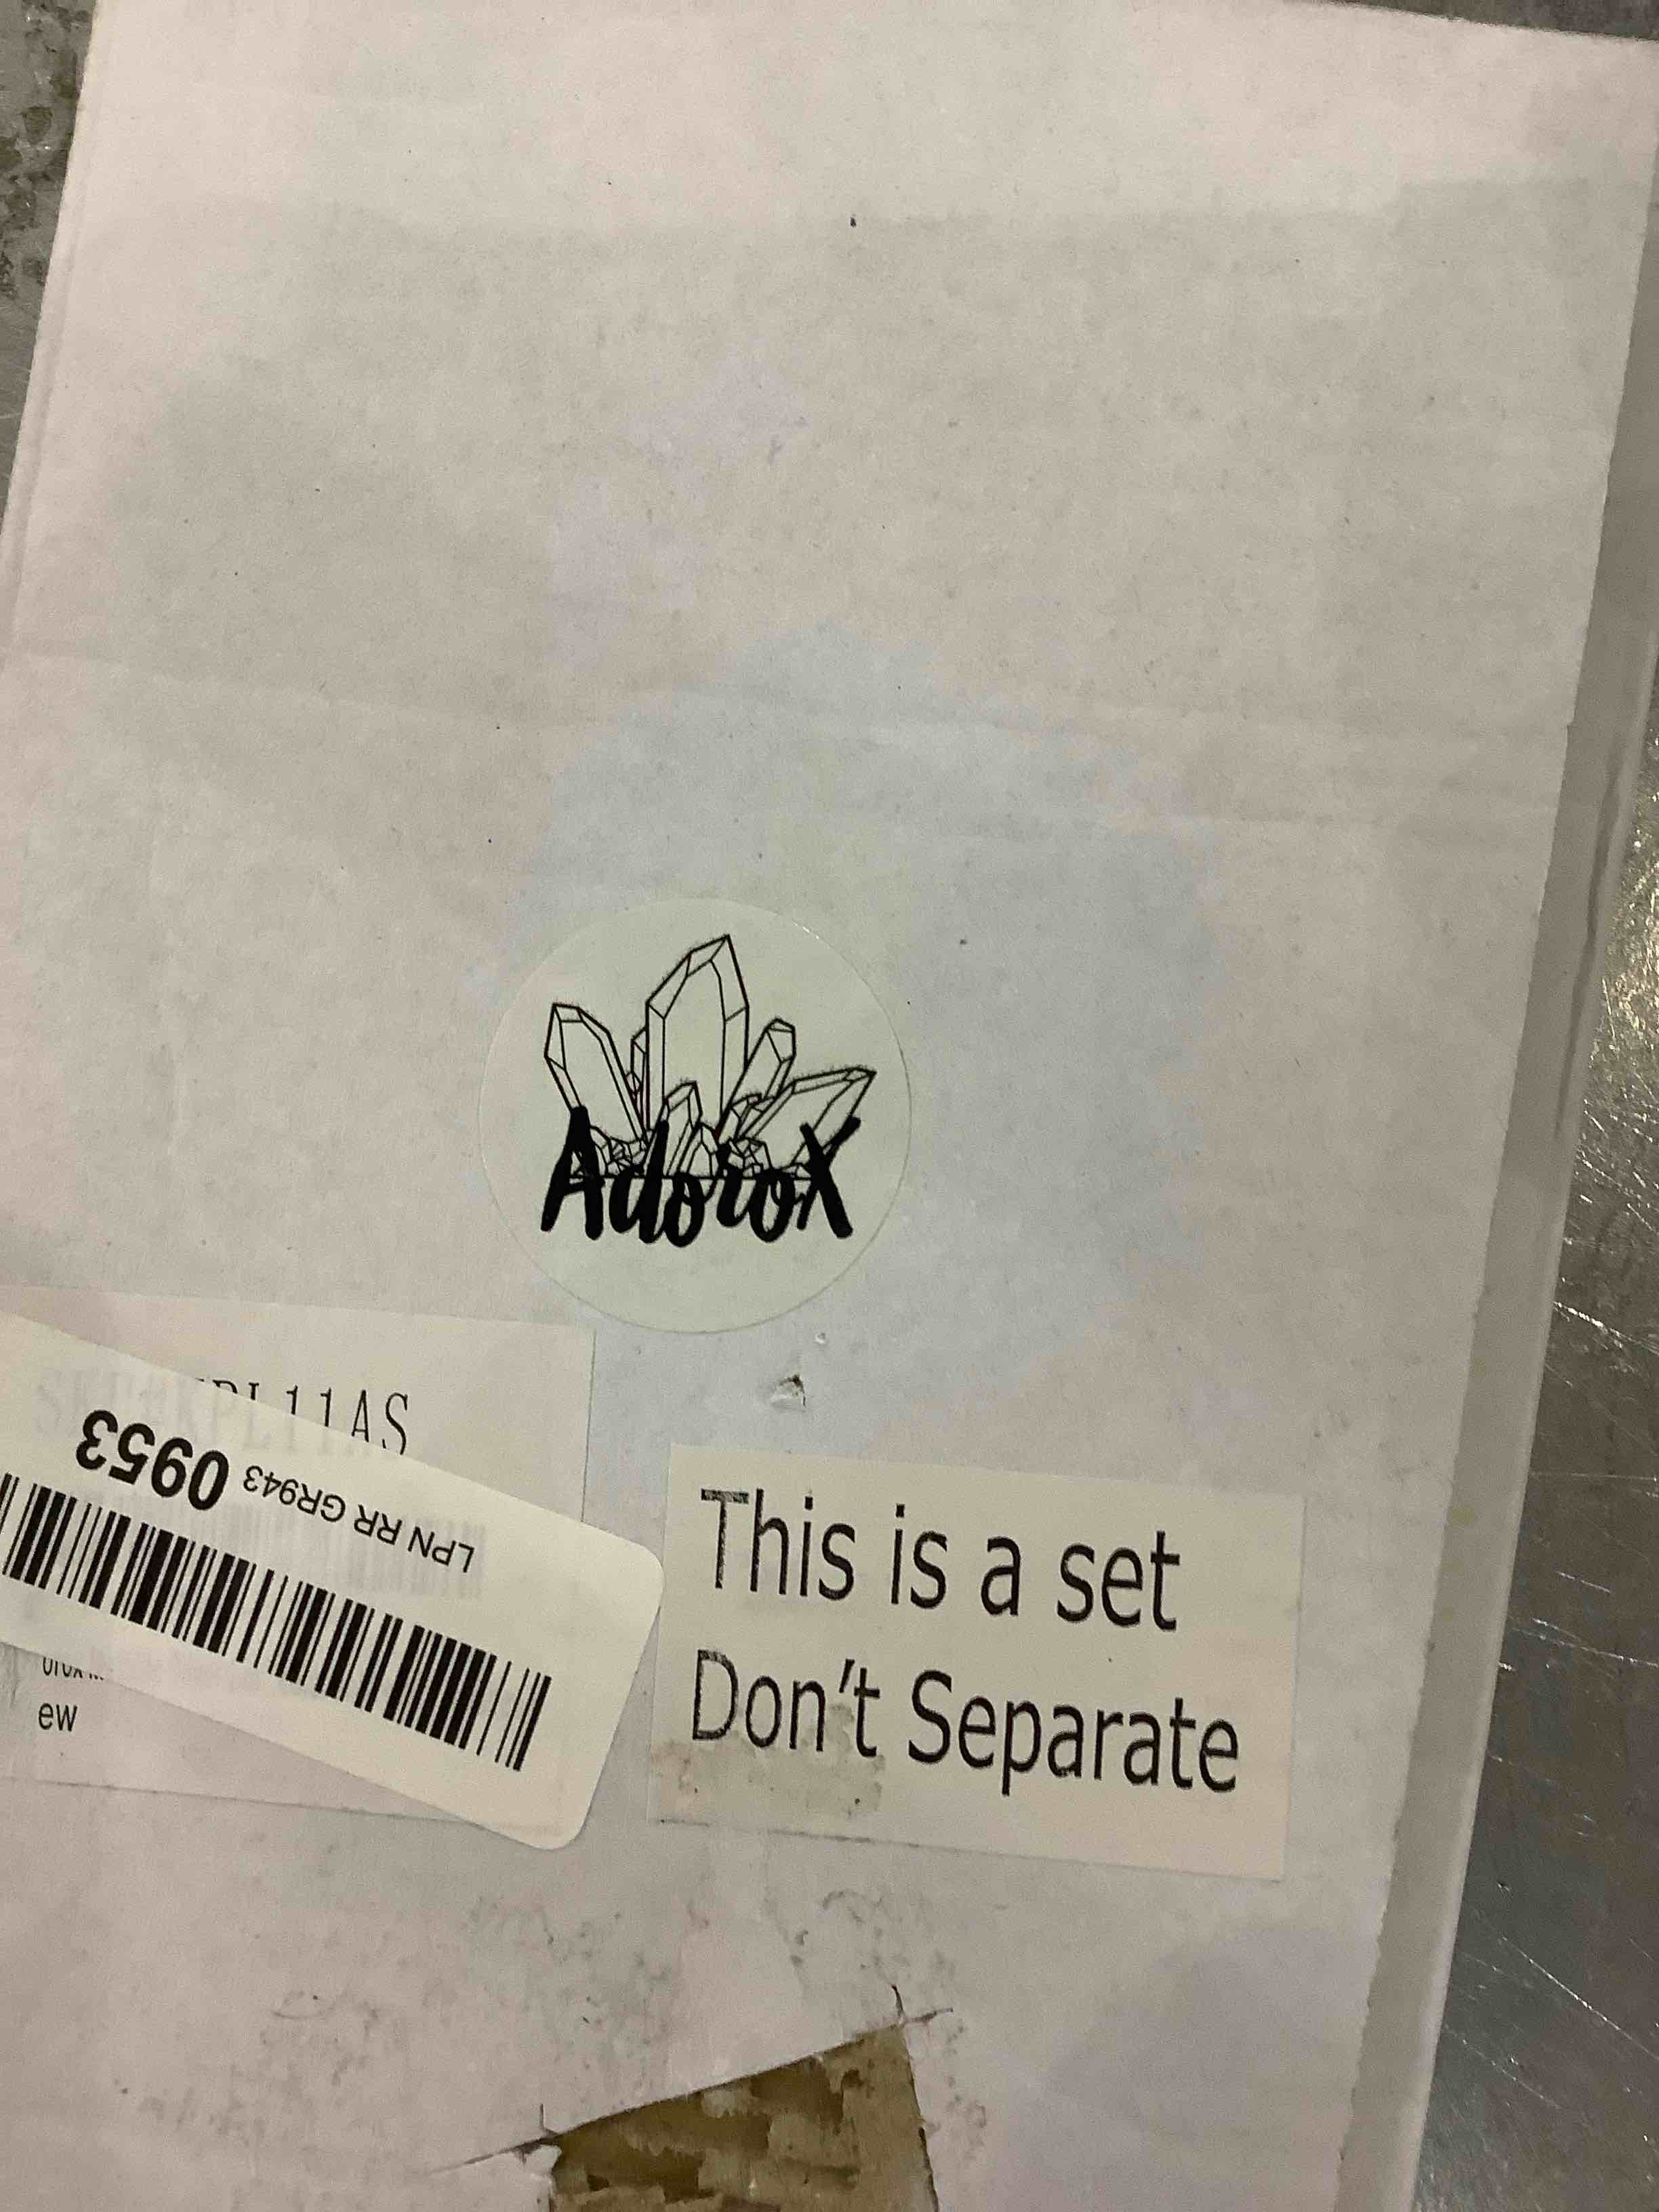 AdoroX
11AS
LPN RR GR943 0953
ew
This is a set
Don't Separate